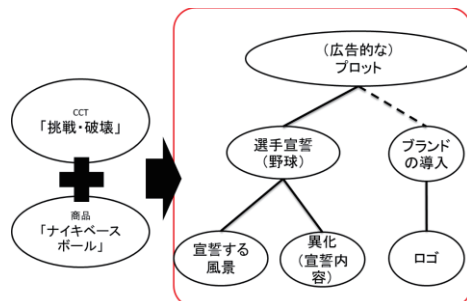 CCT
「挑戦・破壊」
商品
「ナイキベース
ボール」
（広告的な）
プロット
選手宣誓
（野球）
ブランド
の導入
宣誓する
風景
異化
（宣誓内
容）
ロゴ